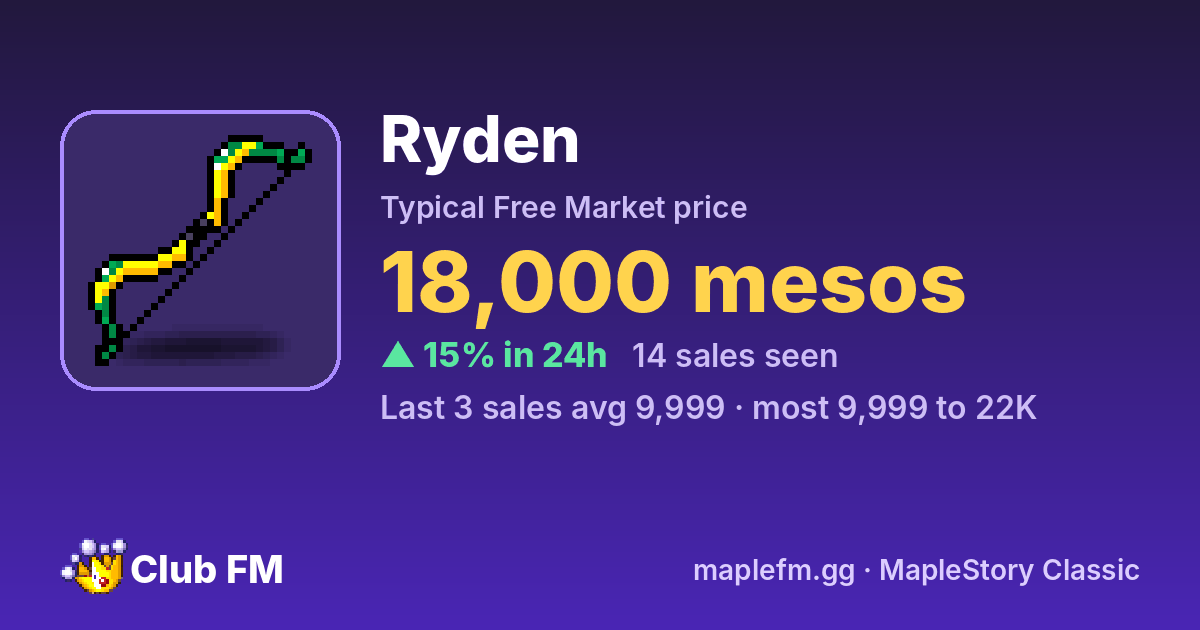 Ryden
Typical Free Market price
18,000 mesos
▲ 15% in 24h 14 sales seen
Last 3 sales avg 9,999 · most 9,999 to 22K
Club FM
maplefm.gg · MapleStory Classic